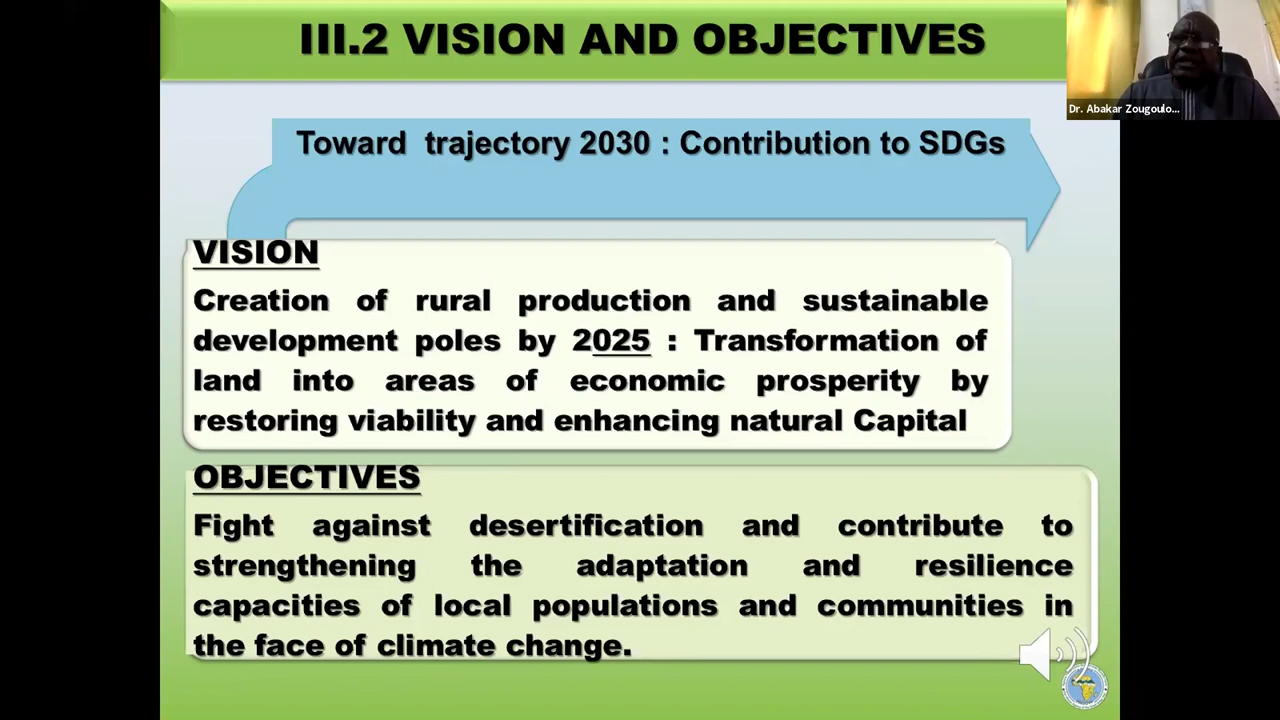 III.2 VISION AND OBJECTIVES
Dr. Abakar Zougoulo...
Toward trajectory 2030 : Contribution to SDGs
VISION
Creation of rural production and sustainable
development poles by 2025 : Transformation of
land into areas of economic prosperity by
restoring viability and enhancing natural Capital
OBJECTIVES
Fight against desertification and contribute to
strengthening the adaptation and resilience
capacities of local populations and communities in
the face of climate change.